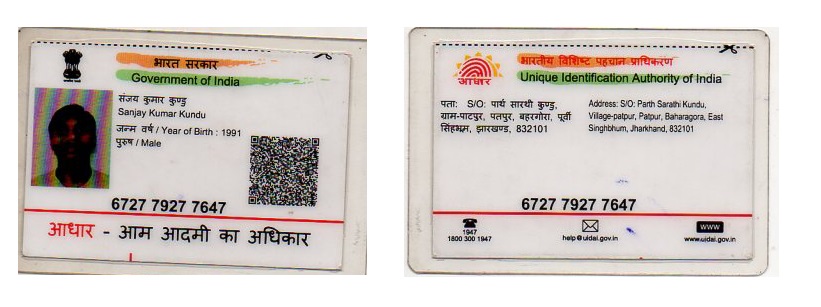 भारत सरकार
Government of India
संजय कुमार कुण्डु
Sanjay Kumar Kundu
जन्म वर्ष / Year of Birth : 1991
पुरुष / Male
6727 7927 7647
आधार - आम आदमी का अधिकार
भारतीय विशिष्ट पहचान प्राधिकरण
Unique Identification Authority of India
आधार
पता: S/O: पार्थ सारथी कुण्डु,
ग्राम-पाटपुर, पतपुर, बहरागोरा, पूर्वी
सिंहभूम, झारखण्ड, 832101
Address: S/O: Parth Sarathi Kundu,
Village-patpur, Patpur, Baharagora, East
Singhbhum, Jharkhand, 832101
6727 7927 7647
1947
1800 300 1947
help@uidai.gov.in
WWW
www.uidai.gov.in